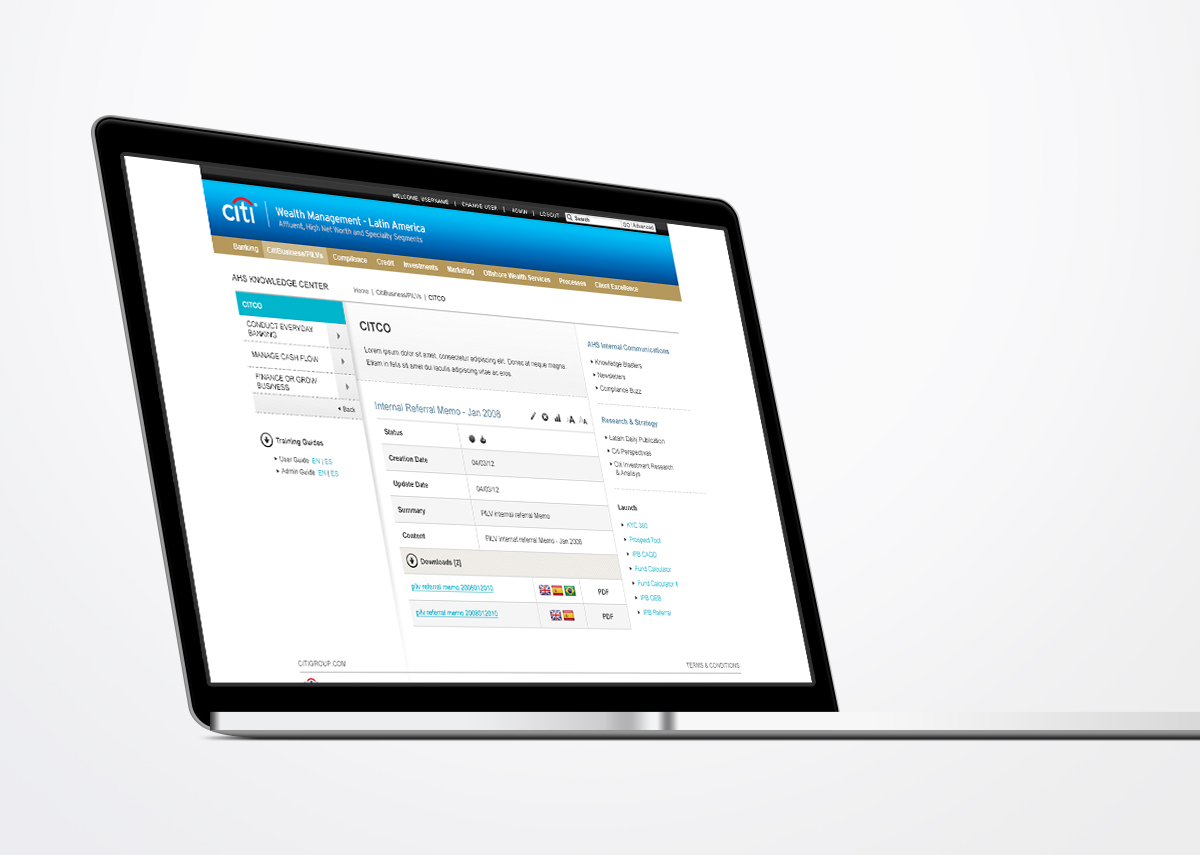 WELCOME, USERNAME | CHANGE USER | ADMIN | LOGOUT
Search
GO | Advanced
citi
Wealth Management - Latin America
Affluent, High Net Worth and Specialty Segments
Banking CitiBusiness/PILVs Compliance Credit Investments Marketing Offshore Wealth Services Processes Client Excellence
AHS KNOWLEDGE CENTER
Home | CitiBusiness/PILVs | CITCO
CITCO
CONDUCT EVERYDAY
BANKING
MANAGE CASH FLOW
FINANCE OR GROW
BUSINESS
Back
Training Guides
User Guide EN | ES
Admin Guide EN | ES
CITCO
Lorem ipsum dolor sit amet, consectetur adipiscing elit. Donec at neque magna.
Etiam in felis sit amet dui iaculis adipiscing vitae ac eros.
Internal Referral Memo - Jan 2008
A A
Status
Creation Date 04/03/12
Update Date 04/03/12
Summary PILV internal referral Memo
Content PILV internal referral Memo - Jan 2008
Downloads [2]
pilv referral memo 2008012010 PDF
pilv referral memo 2008012010 PDF
AHS Internal Communications
Knowledge Blasters
Newsletters
Compliance Buzz
Research & Strategy
Latam Daily Publication
Citi Perspectives
Citi Investment Research
& Analisys
Launch
KYC 360
Prospect Tool
IPB CADD
Fund Calculator
Fund Calculator II
IPB OEB
IPB Referral
CITIGROUP.COM
TERMS & CONDITIONS